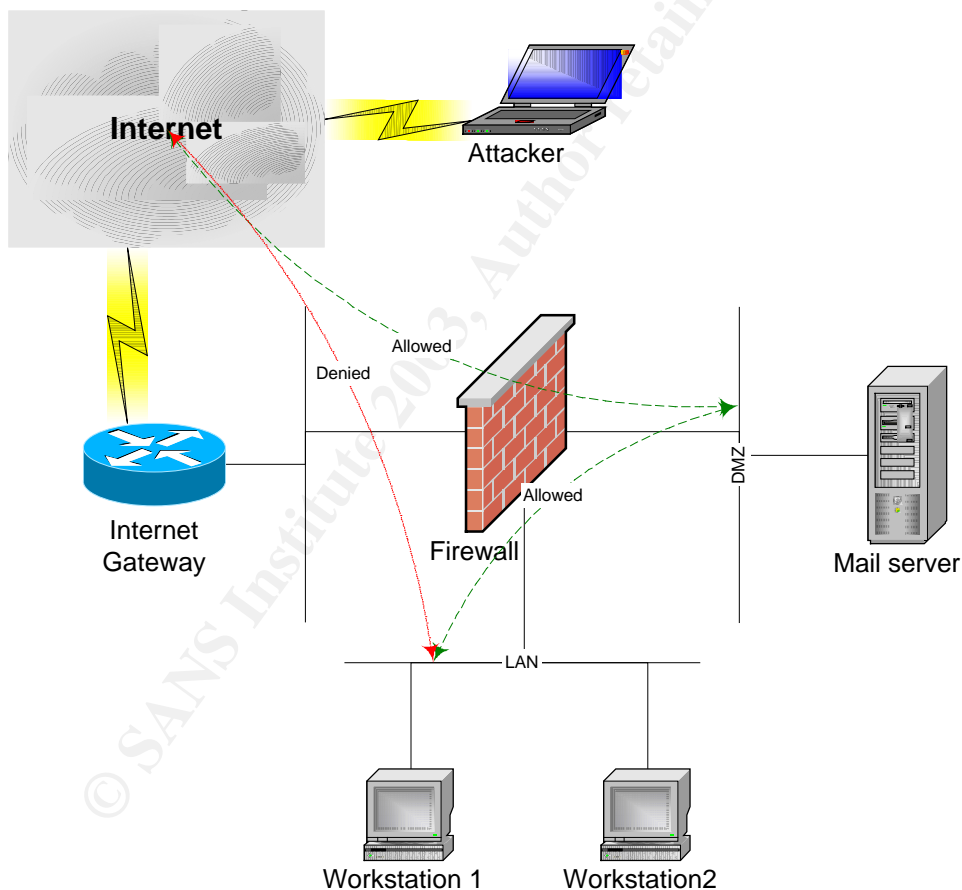 Internet
Attacker
Allowed
Denied
DMZ
Allowed
Internet
Gateway
Firewall
Mail server
LAN
Workstation 1
Workstation2
© SANS Institute 2003, Author retain